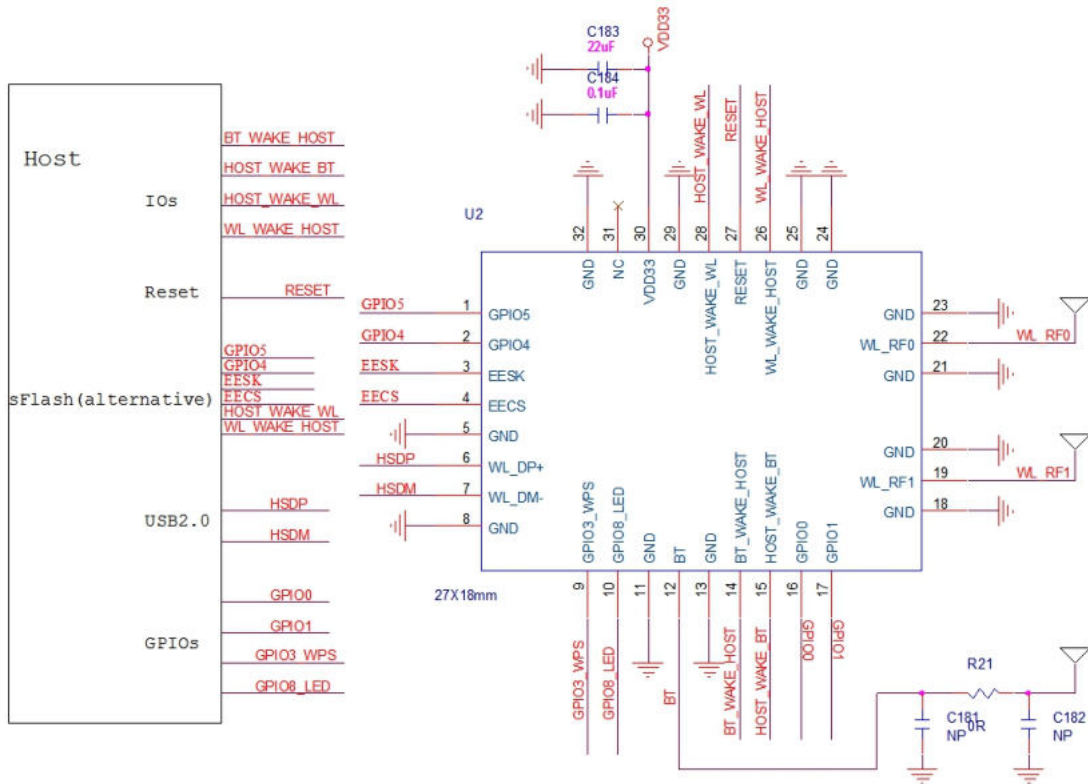 C183
22uF
VDD33
C184
0.1uF
Host
BT_WAKE_HOST
HOST_WAKE_BT
IOs
HOST_WAKE_WL
WL_WAKE_HOST
Reset
RESET
GPIO5
GPIO4
EESK
sFlash(alternative)
EECS
HOST_WAKE_WL
WL_WAKE_HOST
HSDP
USB2.0
HSDM
GPIO0
GPIO1
GPIOs
GPIO3_WPS
GPIO8_LED
U2
HOST_WAKE_WL
RESET
WL_WAKE_HOST
32
31
30
29
28
27
26
25
24
GND
NC
VDD33
GND
HOST_WAKE_WL
RESET
WL_WAKE_HOST
GND
GND
GPIO5 1 GPIO5
GPIO4 2 GPIO4
EESK 3 EESK
EECS 4 EECS
5 GND
HSDP 6 WL_DP+
HSDM 7 WL_DM-
8 GND
GND 23
WL_RF0 22 WL_RF0
GND 21
GND 20
WL_RF1 19 WL_RF1
GND 18
GPIO3_WPS
GPIO8_LED
GND
BT
GND
BT_WAKE_HOST
HOST_WAKE_BT
GPIO0
GPIO1
27X18mm
9
10
11
12
13
14
15
16
17
GPIO3_WPS
GPIO8_LED
BT
BT_WAKE_HOST
HOST_WAKE_BT
GPIO0
GPIO1
R21
0R
C181
NP
C182
NP